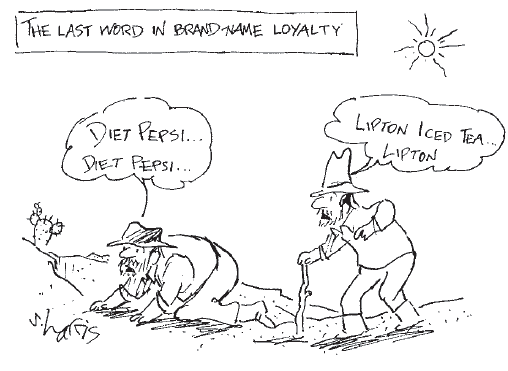 THE LAST WORD IN BRAND-NAME LOYALTY
DIET PEPSI...
DIET PEPSI...
LIPTON ICED TEA...
LIPTON
S. harris